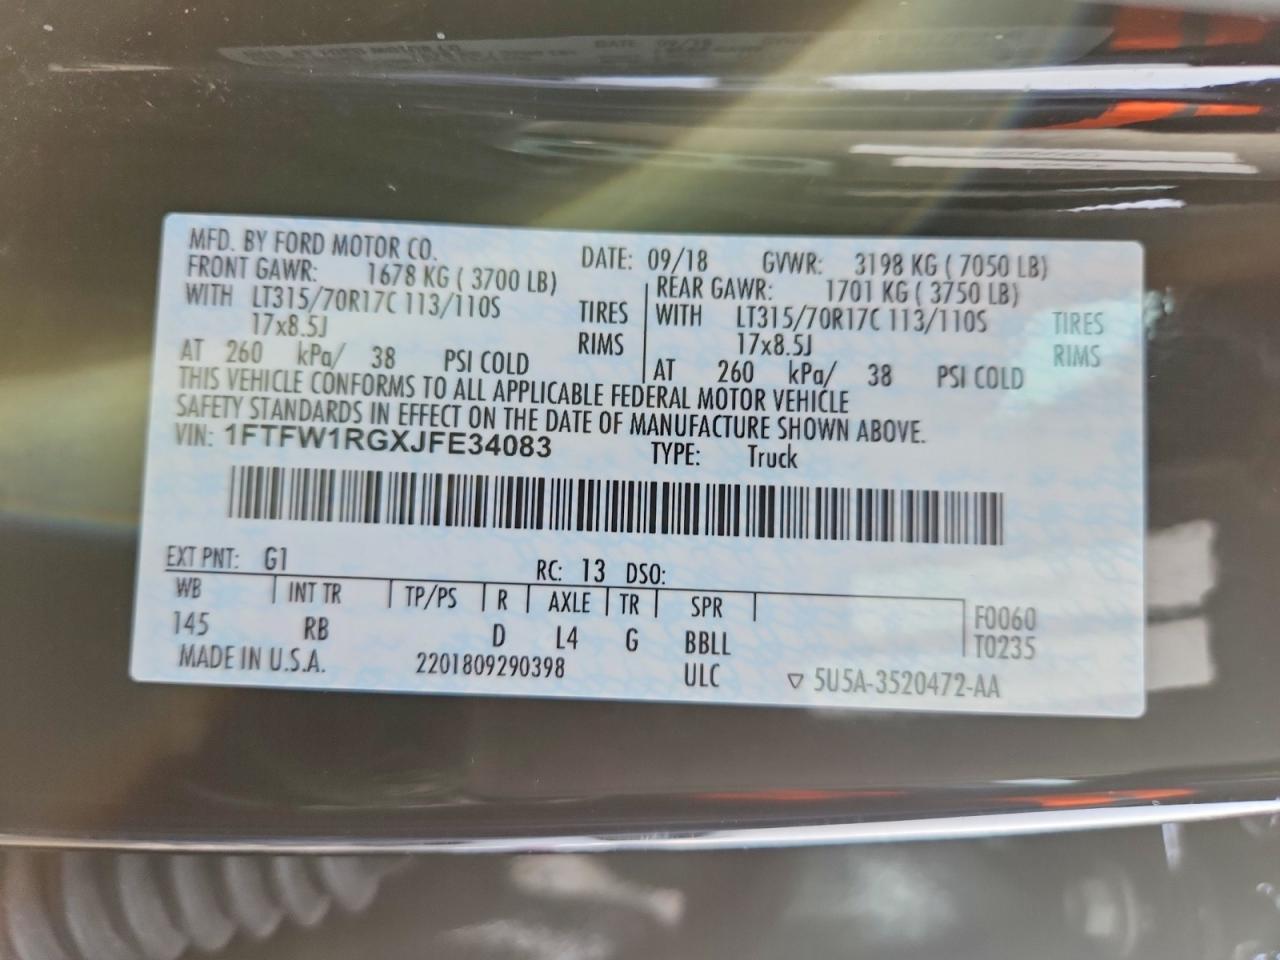 MFD. BY FORD MOTOR CO. DATE: 09/18 GVWR: 3198 KG ( 7050 LB)
FRONT GAWR: 1678 KG ( 3700 LB) REAR GAWR: 1701 KG ( 3750 LB)
WITH LT315/70R17C 113/110S TIRES WITH LT315/70R17C 113/110S TIRES
17x8.5J RIMS 17x8.5J RIMS
AT 260 kPa/ 38 PSI COLD AT 260 kPa/ 38 PSI COLD
THIS VEHICLE CONFORMS TO ALL APPLICABLE FEDERAL MOTOR VEHICLE
SAFETY STANDARDS IN EFFECT ON THE DATE OF MANUFACTURE SHOWN ABOVE.
VIN: 1FTFW1RGXJFE34083 TYPE: Truck
EXT PNT: G1 RC: 13 DSO:
WB INT TR TP/PS R AXLE TR SPR F0060
145 RB D L4 G BBLL T0235
MADE IN U.S.A. 2201809290398 ULC ▽ 5U5A-3520472-AA